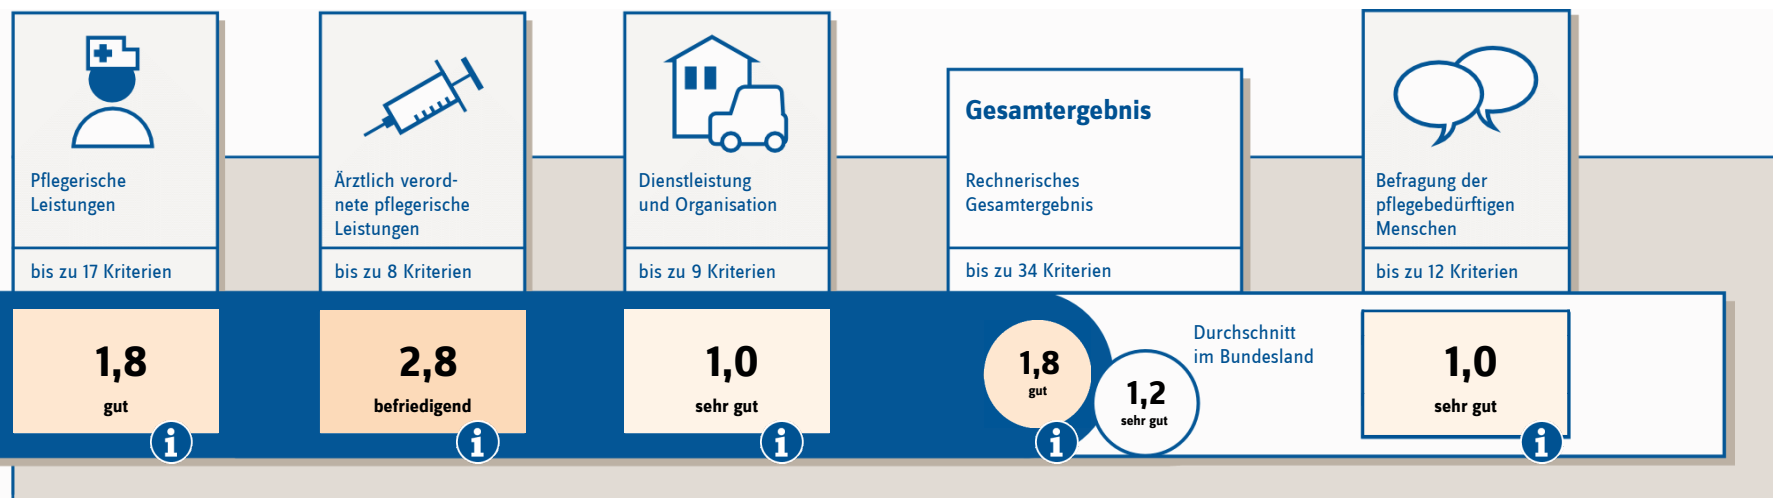 Pflegerische
Leistungen
bis zu 17 Kriterien
1,8
gut
i
Ärztlich verord-
nete pflegerische
Leistungen
bis zu 8 Kriterien
2,8
befriedigend
i
Dienstleistung
und Organisation
bis zu 9 Kriterien
1,0
sehr gut
i
Gesamtergebnis
Rechnerisches
Gesamtergebnis
bis zu 34 Kriterien
1,8
gut
i
1,2
sehr gut
Durchschnitt
im Bundesland
Befragung der
pflegebedürftigen
Menschen
bis zu 12 Kriterien
1,0
sehr gut
i